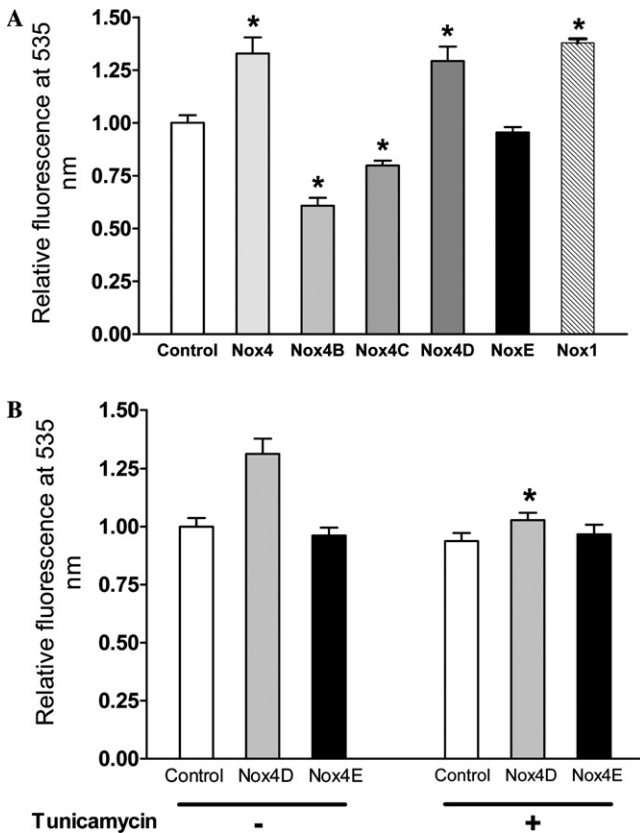 A
Relative fluorescence at 535
nm
1.50
1.25
1.00
0.75
0.50
0.25
0.00
* * * * *
Control Nox4 Nox4B Nox4C Nox4D NoxE Nox1
B
Relative fluorescence at 535
nm
1.50
1.25
1.00
0.75
0.50
0.25
0.00
*
Control Nox4D Nox4E Control Nox4D Nox4E
Tunicamycin - +